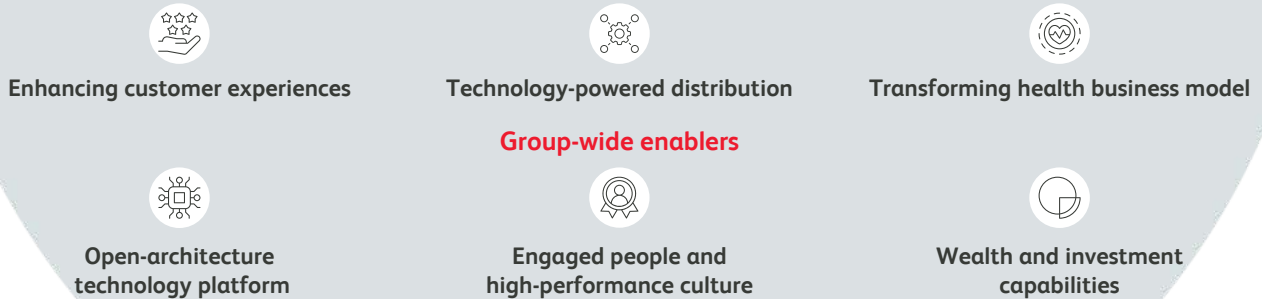 Enhancing customer experiences
Technology-powered distribution
Transforming health business model
Group-wide enablers
Open-architecture
technology platform
Engaged people and
high-performance culture
Wealth and investment
capabilities